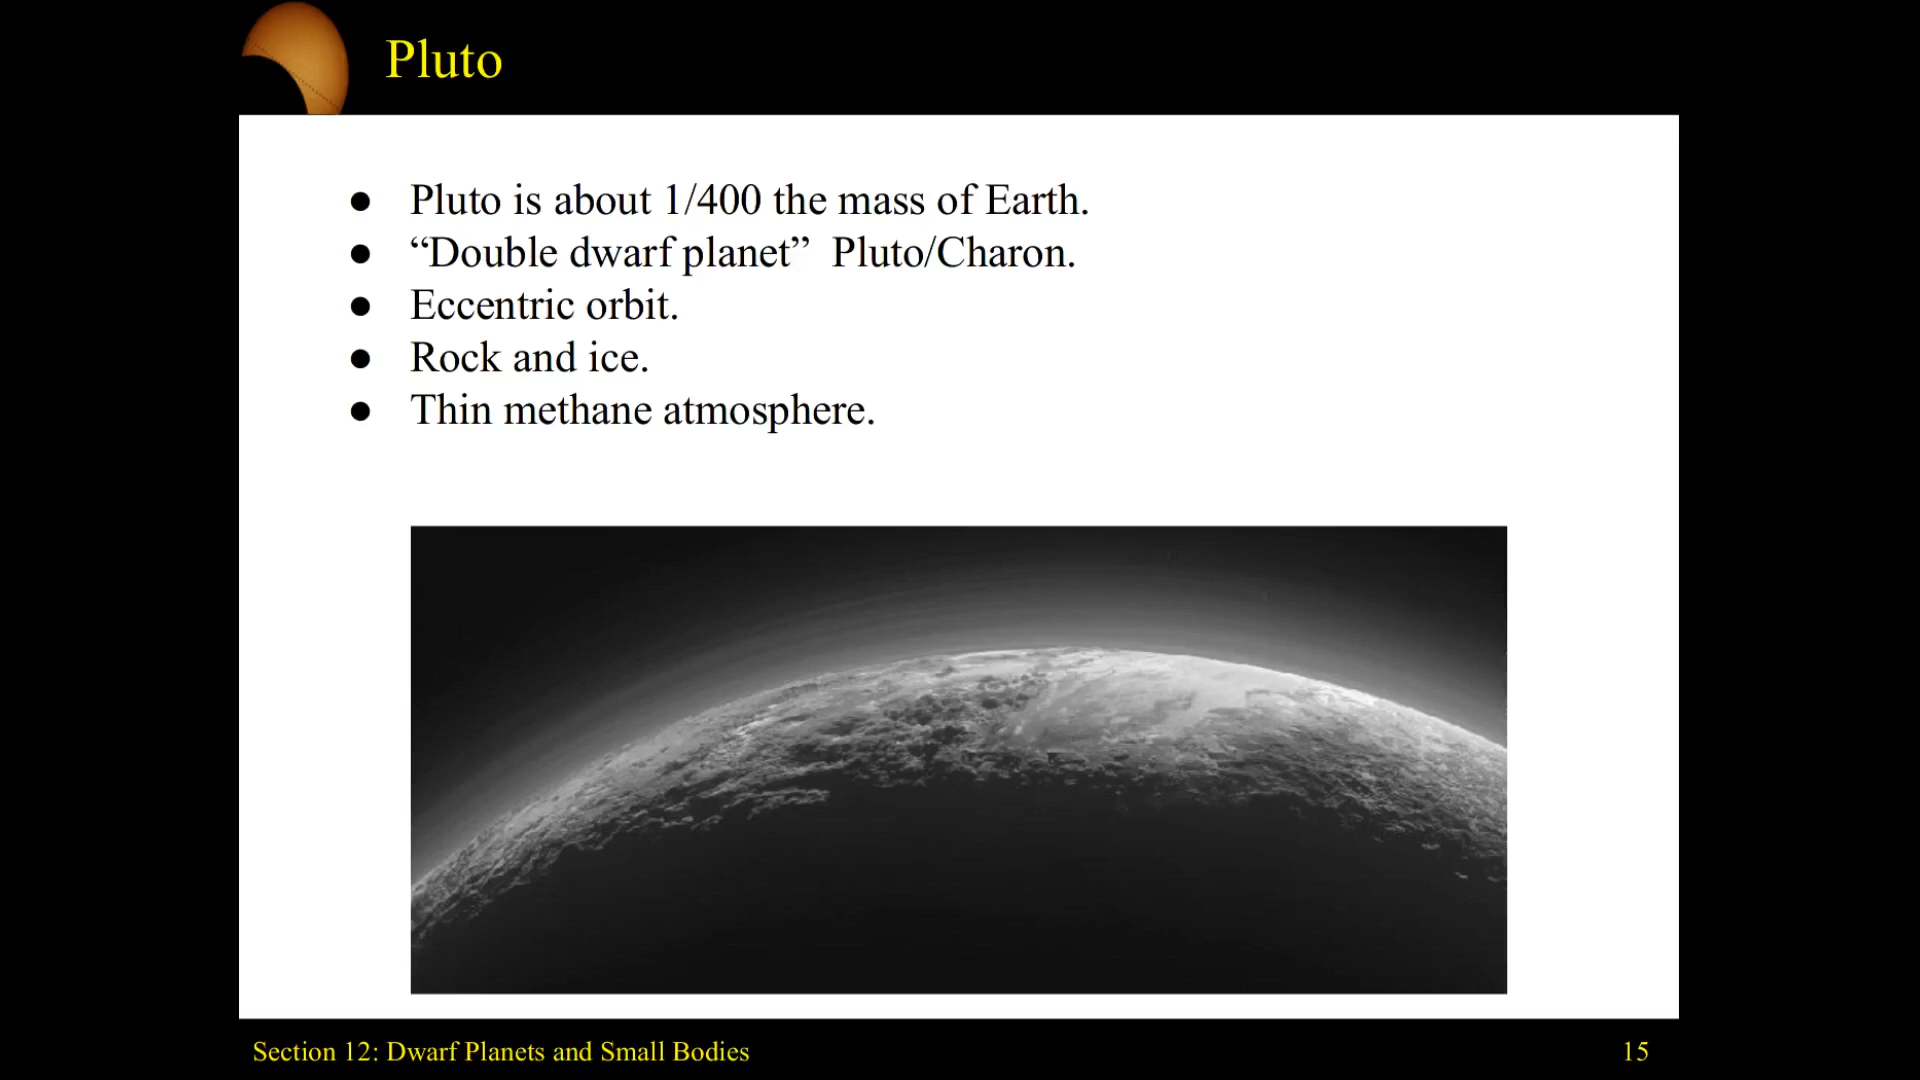 Pluto
● Pluto is about 1/400 the mass of Earth.
● “Double dwarf planet”  Pluto/Charon.
● Eccentric orbit.
● Rock and ice.
● Thin methane atmosphere.
Section 12: Dwarf Planets and Small Bodies
15